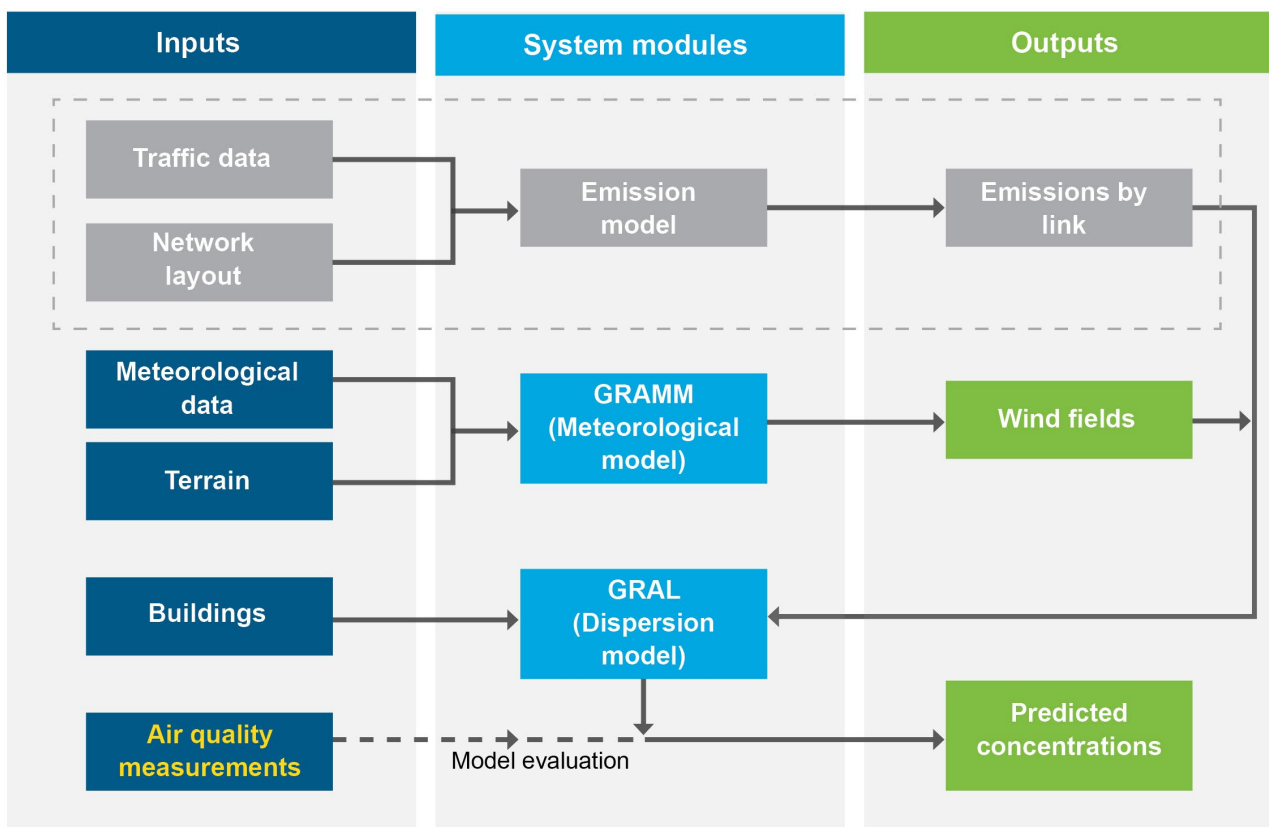 Inputs
System modules
Outputs
Traffic data
Network
layout
Emission
model
Emissions by
link
Meteorological
data
Terrain
GRAMM
(Meteorological
model)
Wind fields
Buildings
GRAL
(Dispersion
model)
Air quality
measurements
Model evaluation
Predicted
concentrations